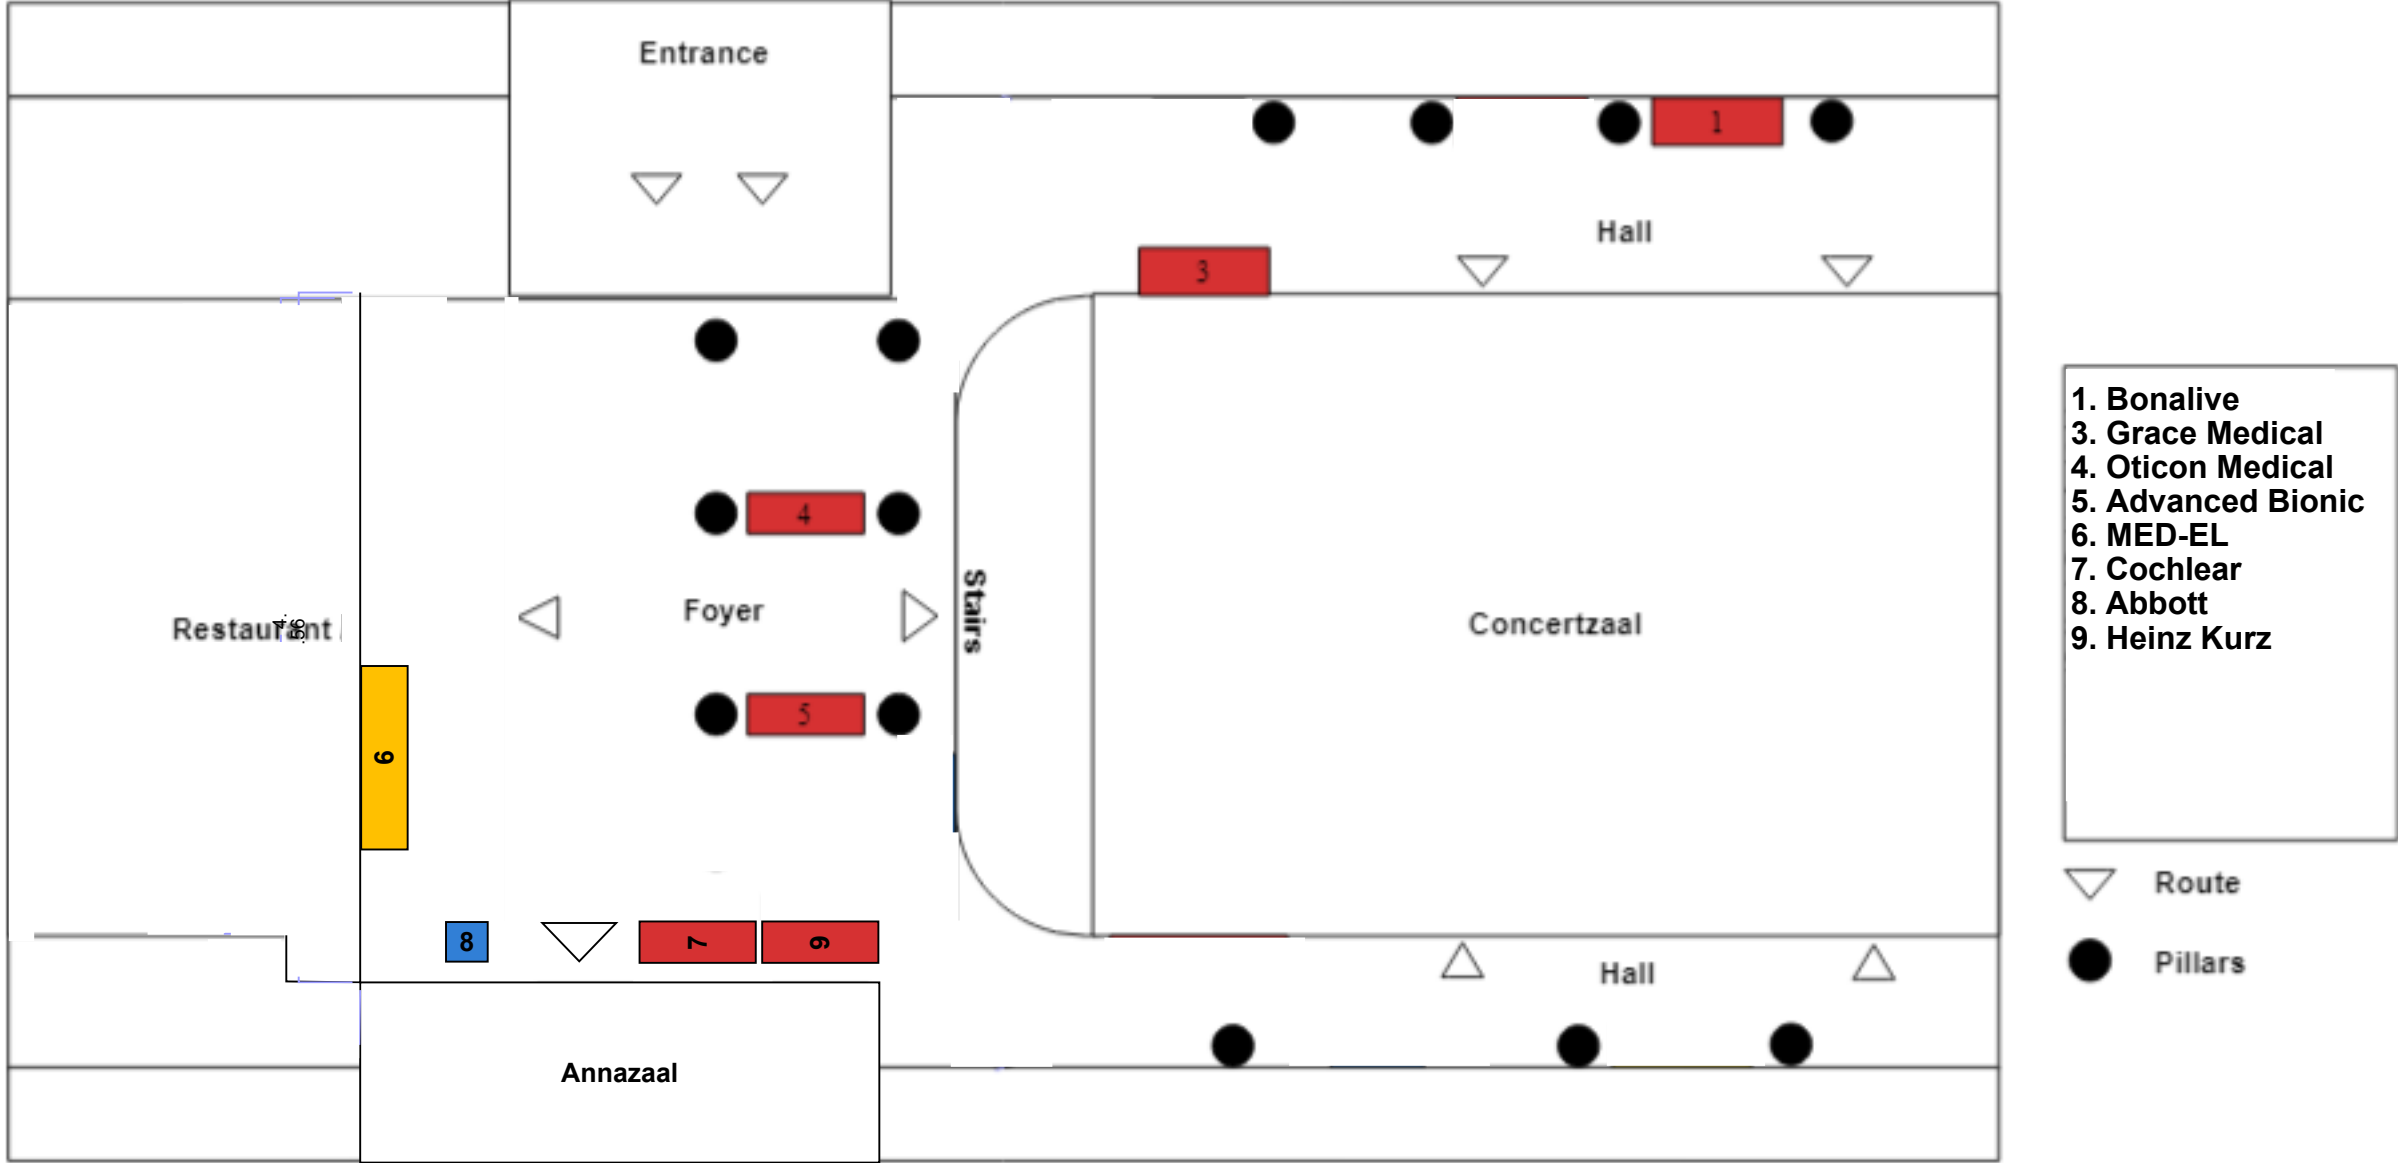 Entrance
1
Hall
3
4
Foyer
Stairs
Restaurant
Concertzaal
5
6
8
7
9
Hall
Annazaal
1. Bonalive
3. Grace Medical
4. Oticon Medical
5. Advanced Bionic
6. MED-EL
7. Cochlear
8. Abbott
9. Heinz Kurz
Route
Pillars